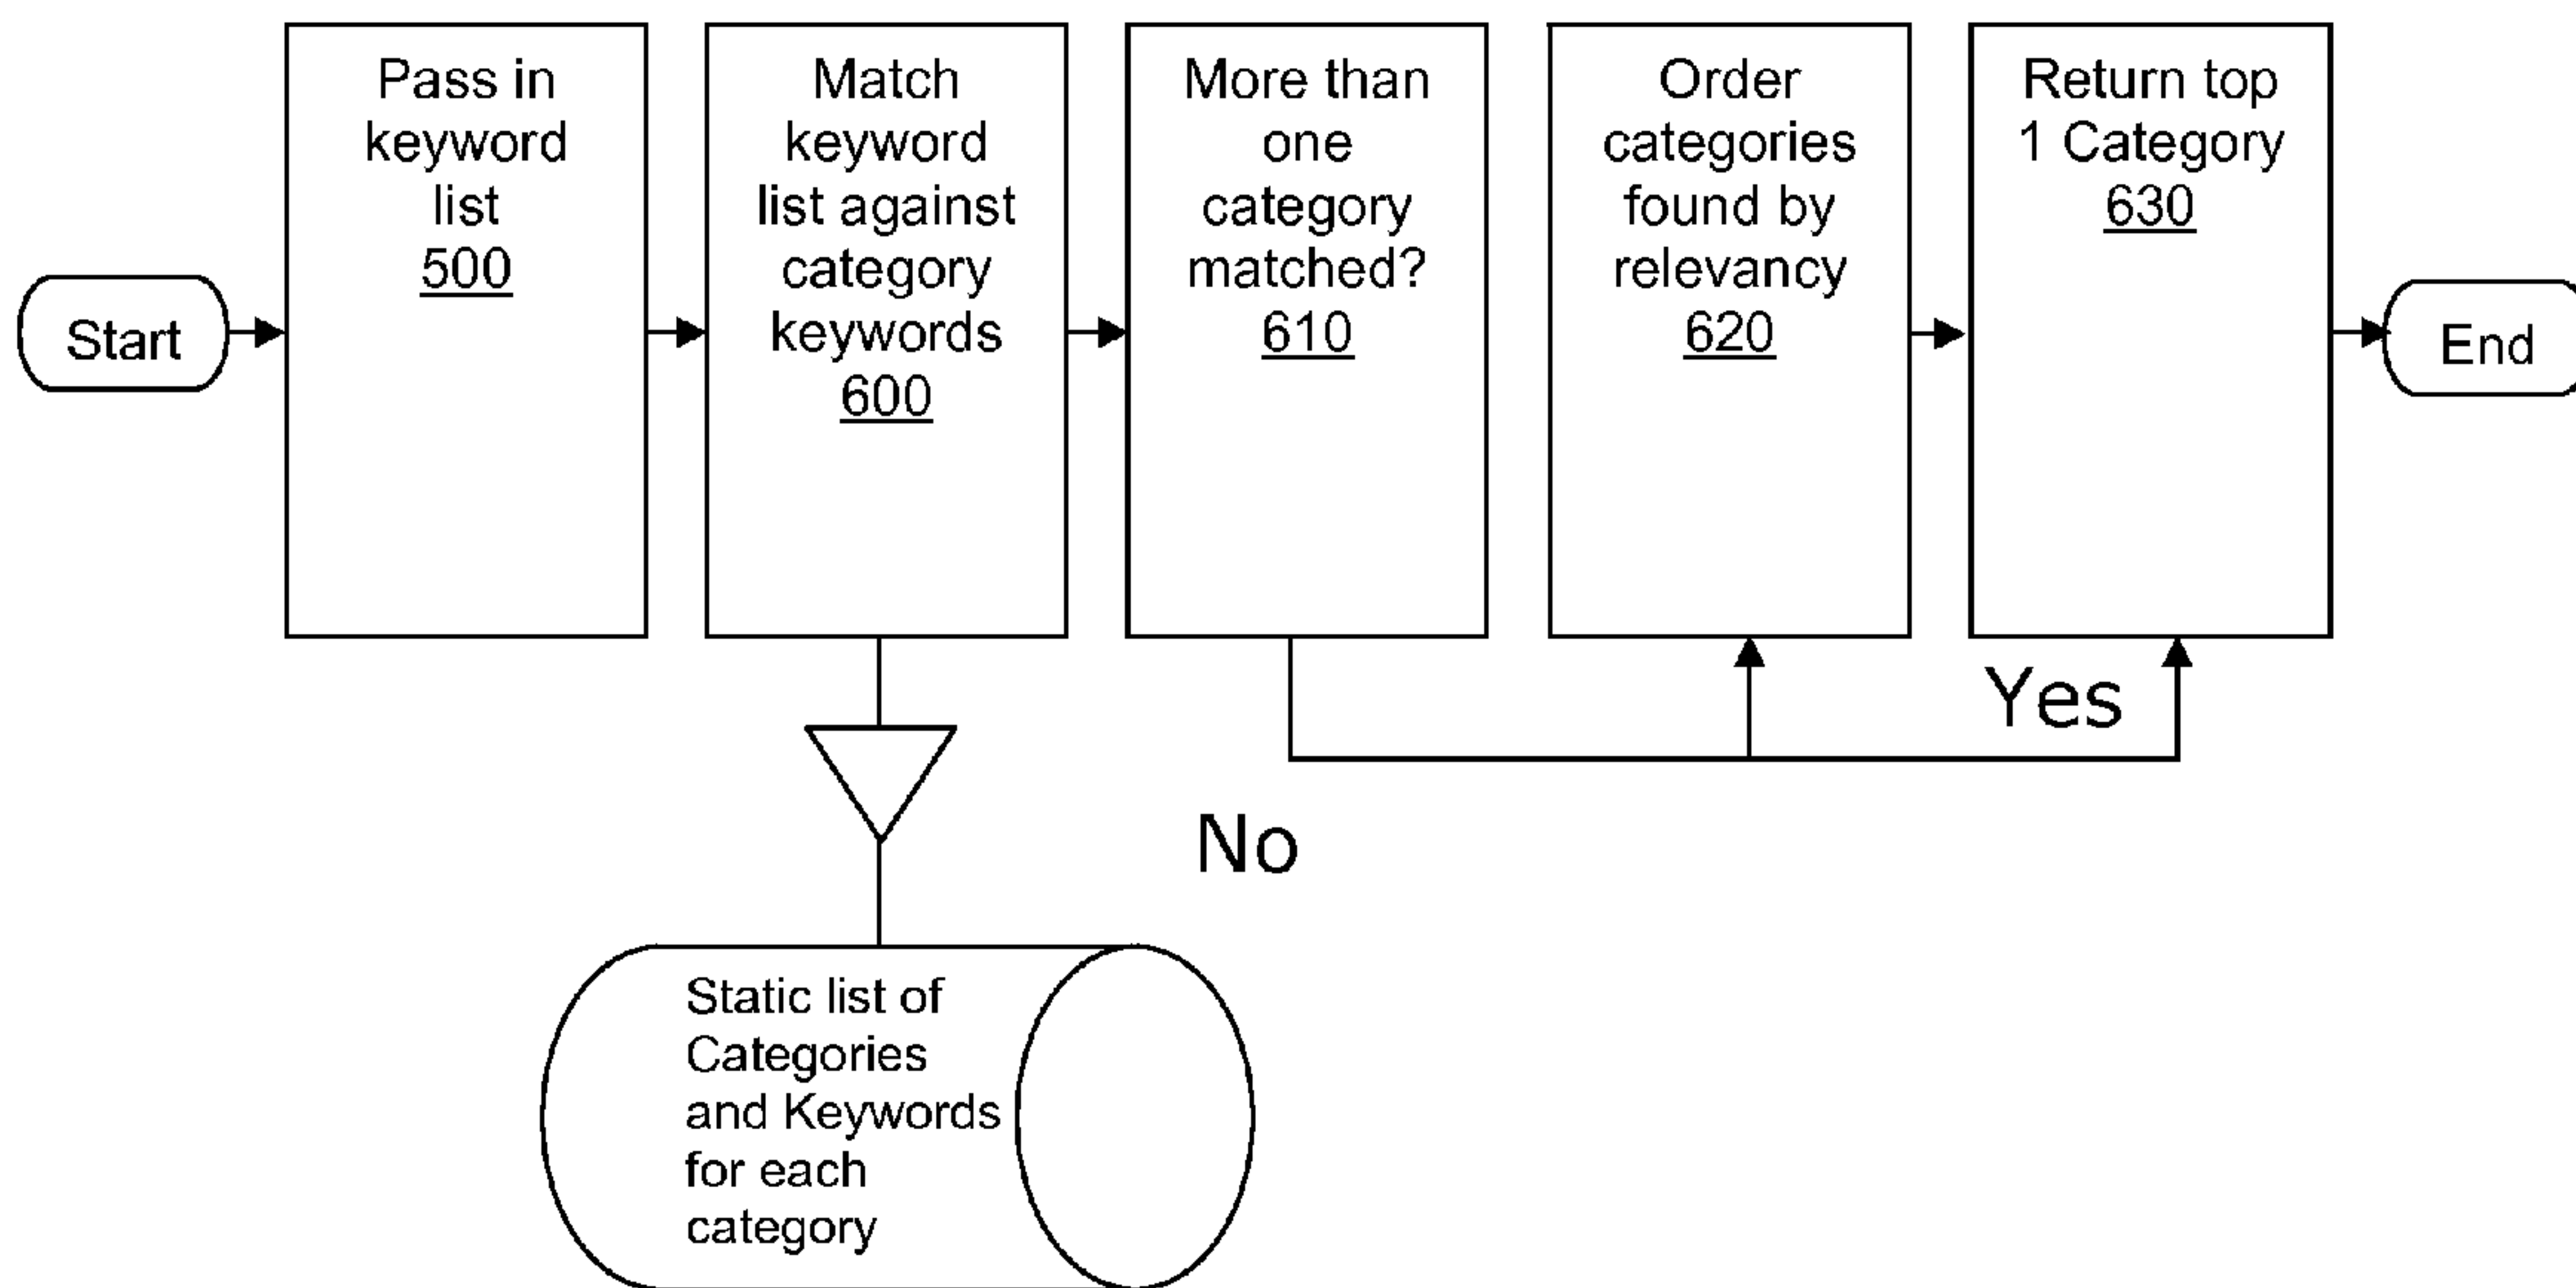 Start
Pass in
keyword
list
500
Match
keyword
list against
category
keywords
600
More than
one
category
matched?
610
Order
categories
found by
relevancy
620
Return top
1 Category
630
End
Yes
No
Static list of
Categories
and Keywords
for each
category